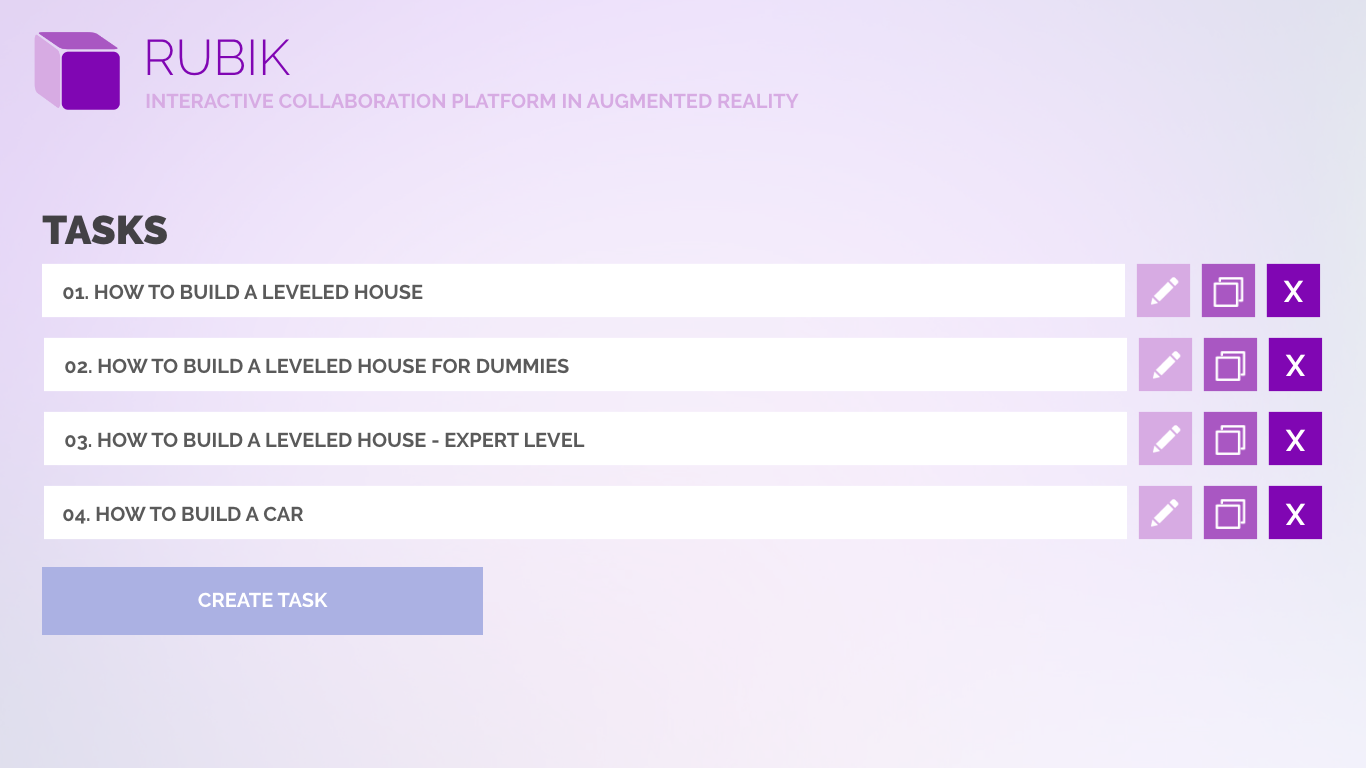 RUBIK
INTERACTIVE COLLABORATION PLATFORM IN AUGMENTED REALITY
TASKS
01. HOW TO BUILD A LEVELED HOUSE
X
02. HOW TO BUILD A LEVELED HOUSE FOR DUMMIES
X
03. HOW TO BUILD A LEVELED HOUSE - EXPERT LEVEL
X
04. HOW TO BUILD A CAR
X
CREATE TASK